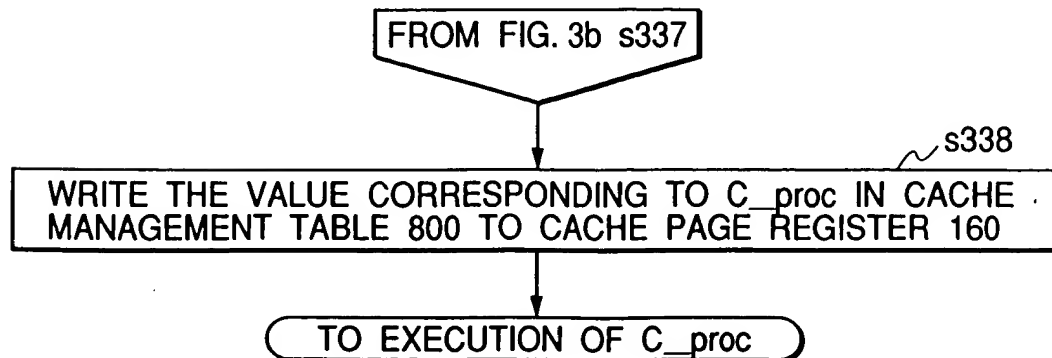 FROM FIG. 3b s337
s338
WRITE THE VALUE CORRESPONDING TO C_proc IN CACHE
MANAGEMENT TABLE 800 TO CACHE PAGE REGISTER 160
TO EXECUTION OF C_proc